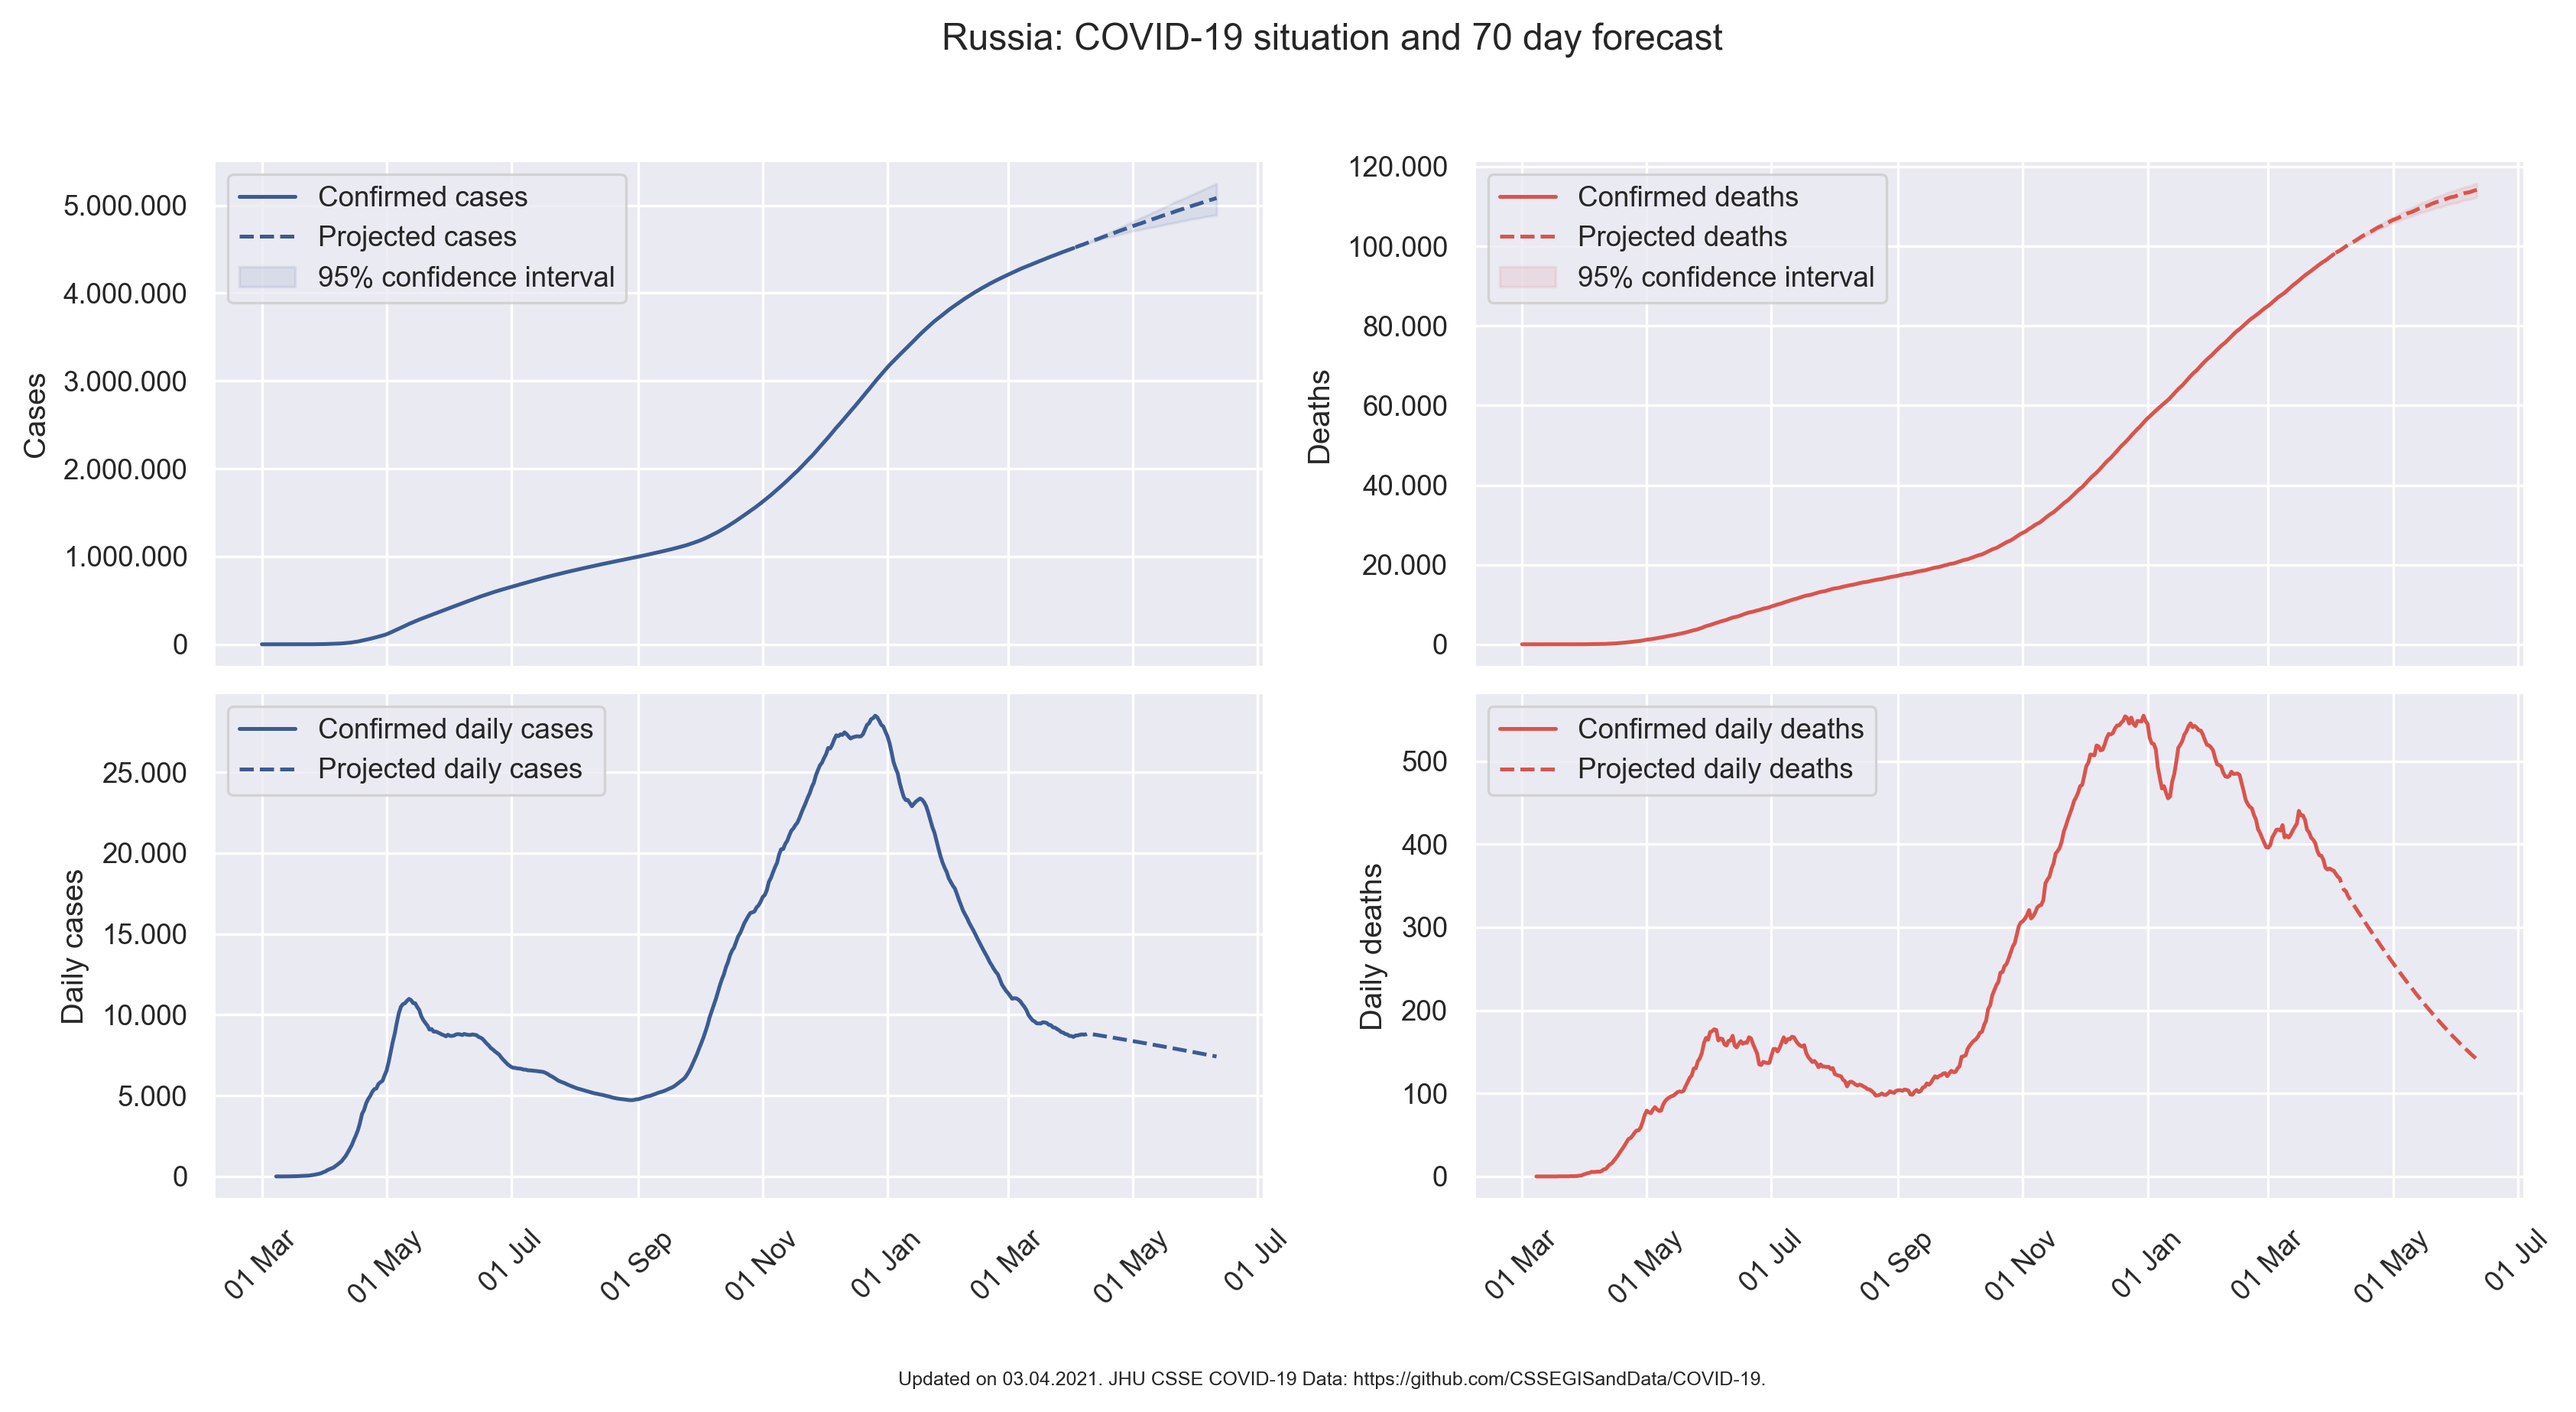 Russia: COVID-19 situation and 70 day forecast
Confirmed cases
Projected cases
95% confidence interval
Cases
5.000.000
4.000.000
3.000.000
2.000.000
1.000.000
0
Confirmed deaths
Projected deaths
95% confidence interval
Deaths
120.000
100.000
80.000
60.000
40.000
20.000
0
Confirmed daily cases
Projected daily cases
Daily cases
25.000
20.000
15.000
10.000
5.000
0
01 Mar
01 May
01 Jul
01 Sep
01 Nov
01 Jan
01 Mar
01 May
01 Jul
Confirmed daily deaths
Projected daily deaths
Daily deaths
500
400
300
200
100
0
01 Mar
01 May
01 Jul
01 Sep
01 Nov
01 Jan
01 Mar
01 May
01 Jul
Updated on 03.04.2021. JHU CSSE COVID-19 Data: https://github.com/CSSEGISandData/COVID-19.